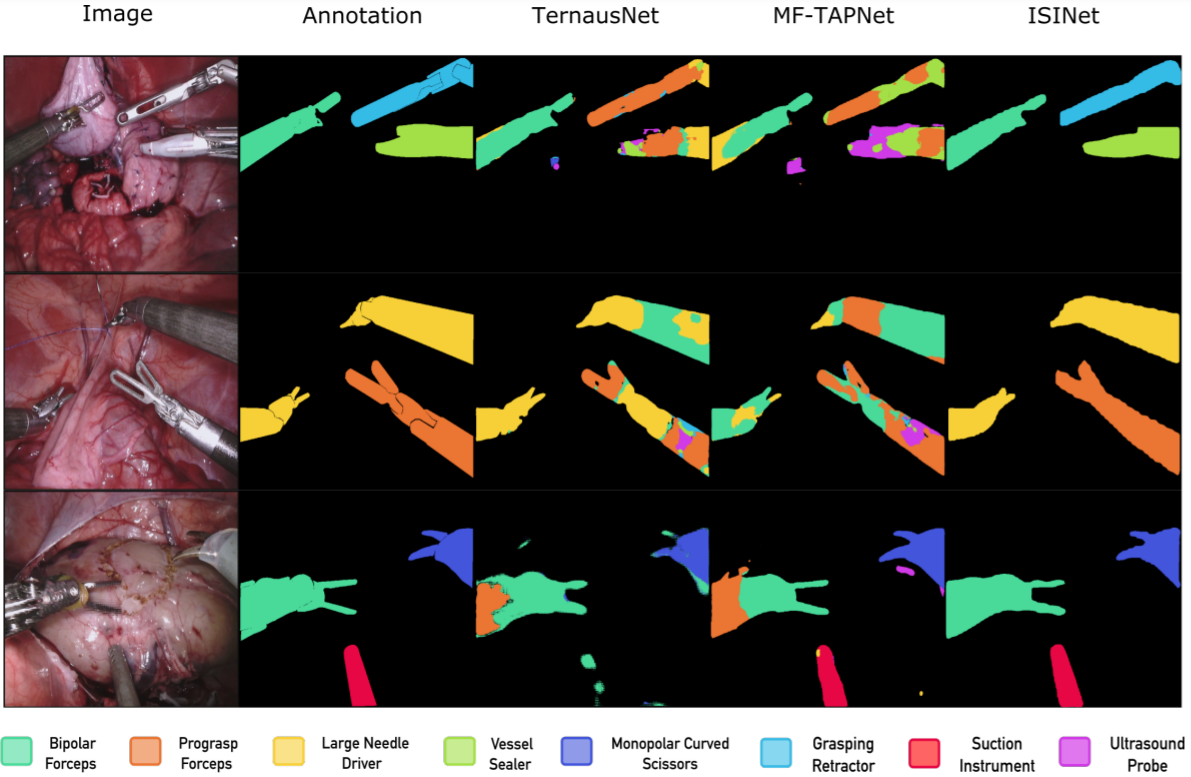 Image Annotation TernausNet MF-TAPNet ISINet
Bipolar Prograsp Large Needle Vessel Monopolar Curved Grasping Suction Ultrasound
Forceps Forceps Driver Sealer Scissors Retractor Instrument Probe